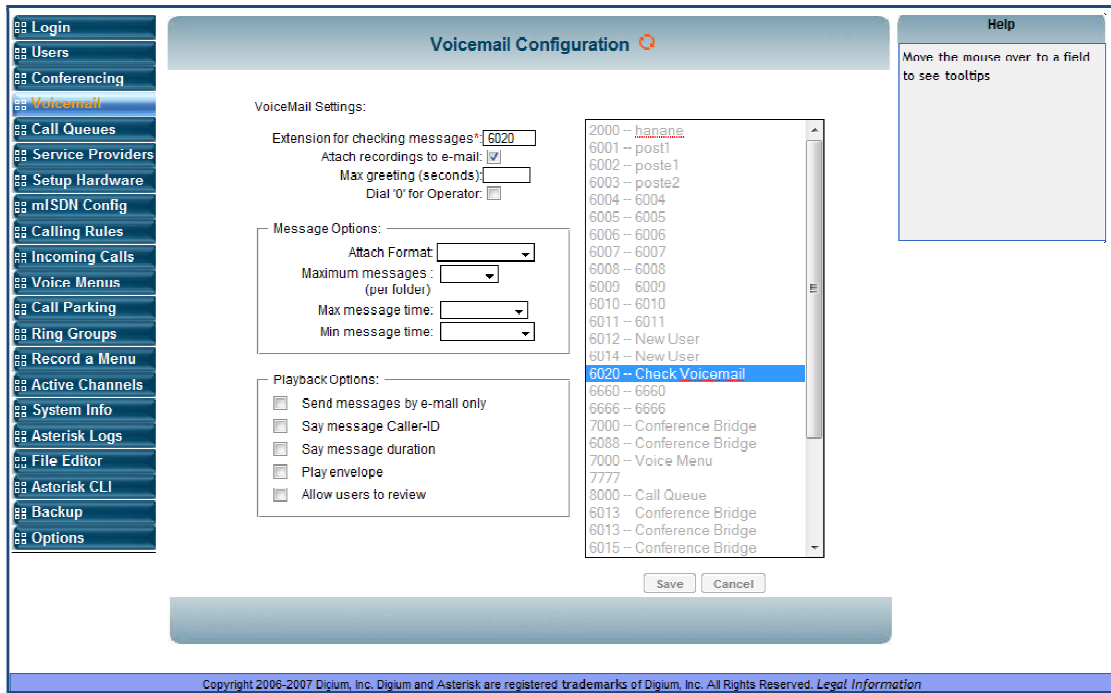 Login
Users
Conferencing
Voicemail
Call Queues
Service Providers
Setup Hardware
mISDN Config
Calling Rules
Incoming Calls
Voice Menus
Call Parking
Ring Groups
Record a Menu
Active Channels
System Info
Asterisk Logs
File Editor
Asterisk CLI
Backup
Options
Voicemail Configuration
VoiceMail Settings:
Extension for checking messages*: 6020
Attach recordings to e-mail:
Max greeting (seconds):
Dial '0' for Operator:
Message Options:
Attach Format:
Maximum messages :
(per folder)
Max message time:
Min message time:
Playback Options:
Send messages by e-mail only
Say message Caller-ID
Say message duration
Play envelope
Allow users to review
2000 -- hanane
6001 -- post1
6002 -- poste1
6003 -- poste2
6004 -- 6004
6005 -- 6005
6006 -- 6006
6007 -- 6007
6008 -- 6008
6009 6009
6010 -- 6010
6011 -- 6011
6012 -- New User
6014 -- New User
6020 -- Check Voicemail
6660 -- 6660
6666 -- 6666
7000 -- Conference Bridge
6088 -- Conference Bridge
7000 -- Voice Menu
7777
8000 -- Call Queue
6013 Conference Bridge
6013 -- Conference Bridge
6015 -- Conference Bridge
Save Cancel
Help
Move the mouse over to a field
to see tooltips
Copyright 2006-2007 Digium, Inc. Digium and Asterisk are registered trademarks of Digium, Inc. All Rights Reserved. Legal Information